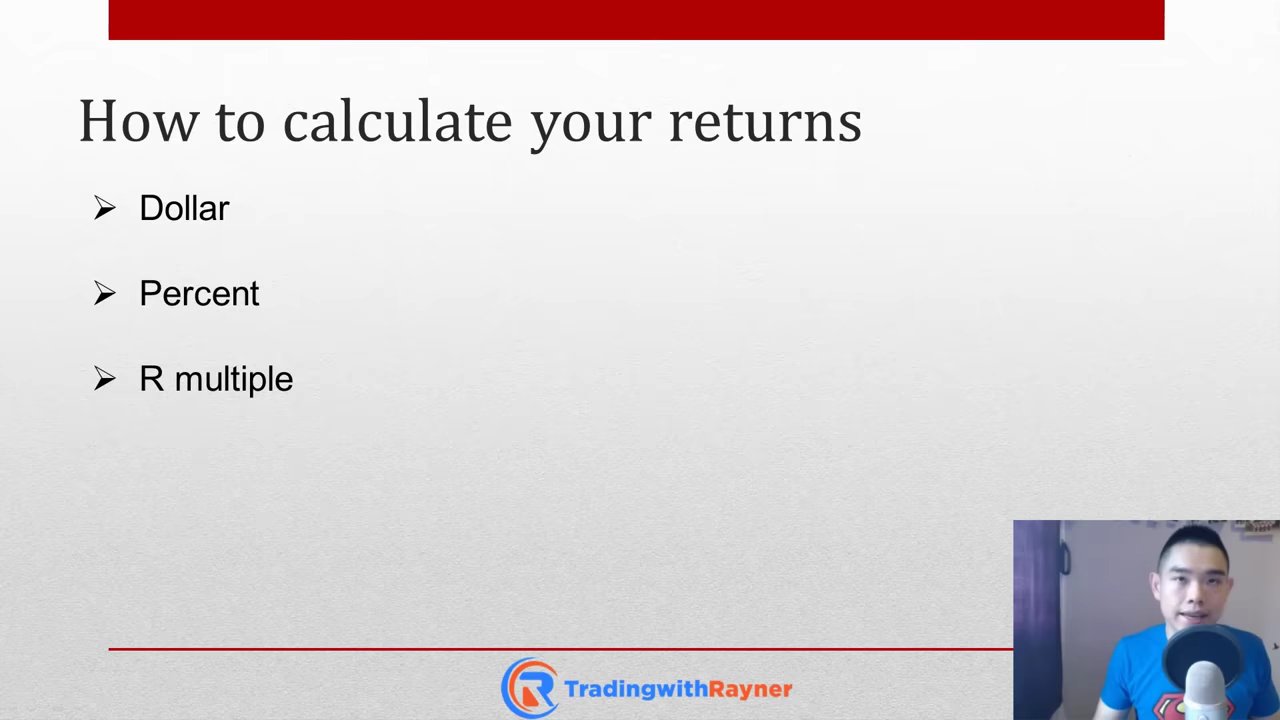 How to calculate your returns
Dollar
Percent
R multiple
TradingwithRayner